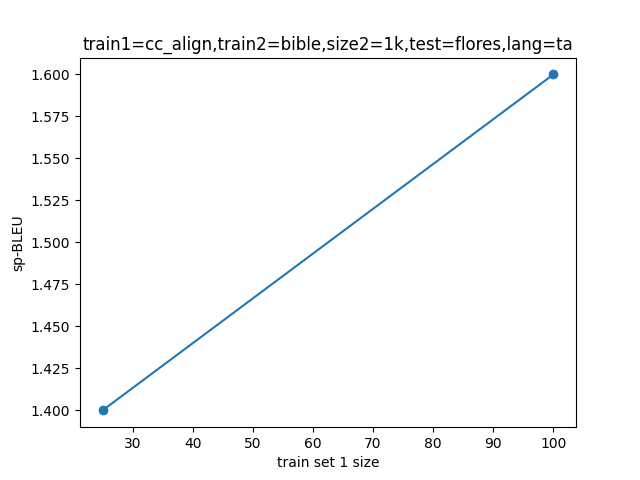 train1=cc_align,train2=bible,size2=1k,test=flores,lang=ta
1.600
1.575
1.550
1.525
1.500
1.475
1.450
1.425
1.400
sp-BLEU
30 40 50 60 70 80 90 100
train set 1 size